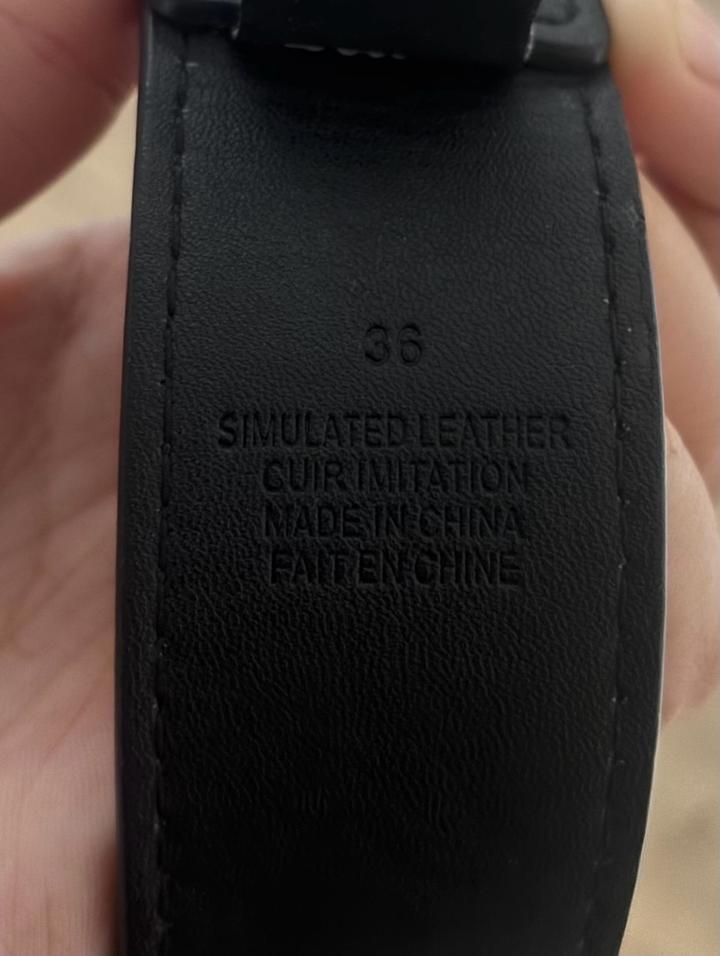 36
SIMULATED LEATHER
CUIR IMITATION
MADE IN CHINA
FAIT EN CHINE